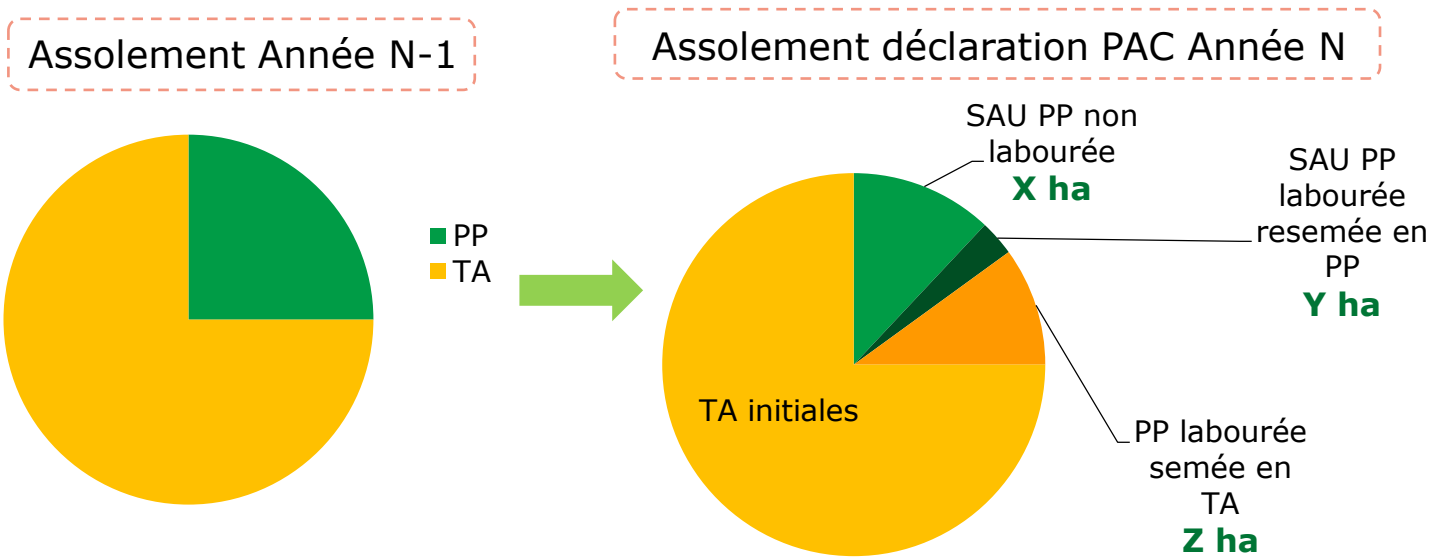 Assolement Année N-1
Assolement déclaration PAC Année N
PP
TA
SAU PP non
labourée
X ha
SAU PP
labourée
resemée en
PP
Y ha
TA initiales
PP labourée
semée en
TA
Z ha